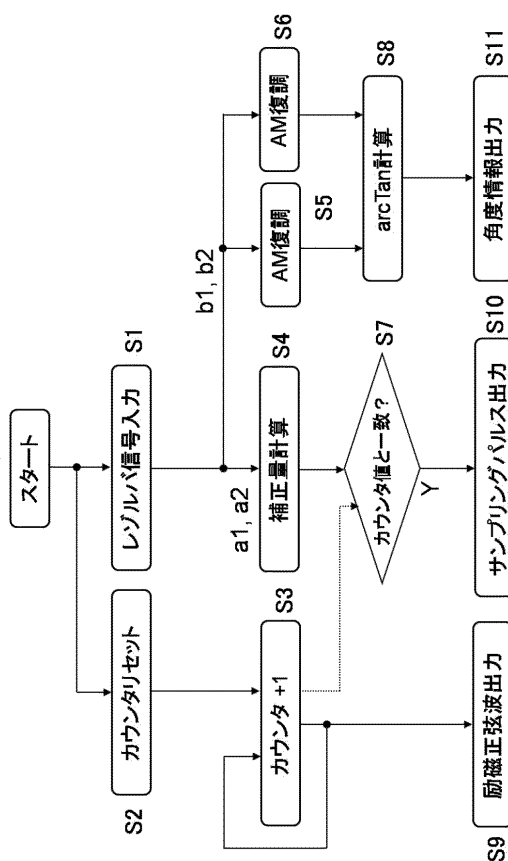 スタート
レゾルバ信号入力
S1
カウンタリセット
S2
a1, a2
b1, b2
カウンタ +1
S3
補正量計算
S4
AM復調
S5
AM復調
S6
カウンタ値と一致？
S7
Y
arcTan計算
S8
励磁正弦波出力
S9
サンプリングパルス出力
S10
角度情報出力
S11